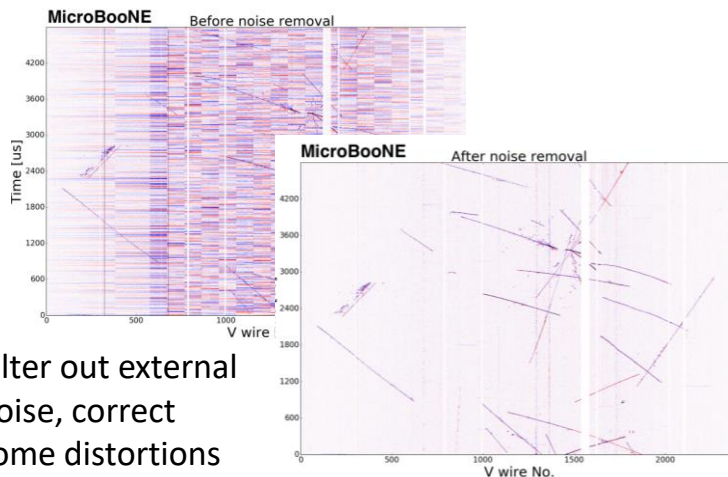 MicroBooNE
Before noise removal
4200
3600
3000
2400
1800
1200
600
0
Time [us]
0
500
1000
V wire
MicroBooNE
After noise removal
4200
3600
3000
2400
1800
1200
600
0
0
500
1000
1500
2000
V wire No.
lter out external
oise, correct
ome distortions